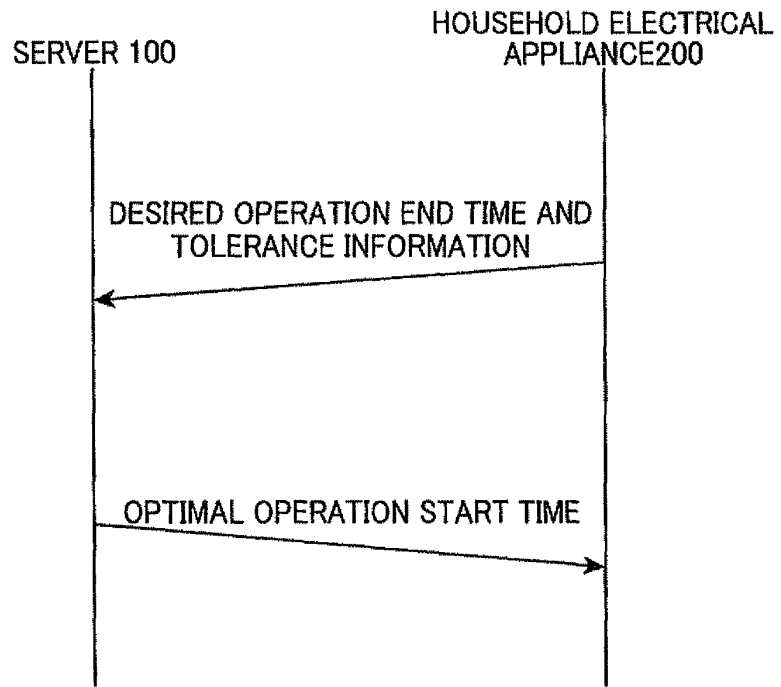 SERVER 100
HOUSEHOLD ELECTRICAL
APPLIANCE200
DESIRED OPERATION END TIME AND
TOLERANCE INFORMATION
OPTIMAL OPERATION START TIME